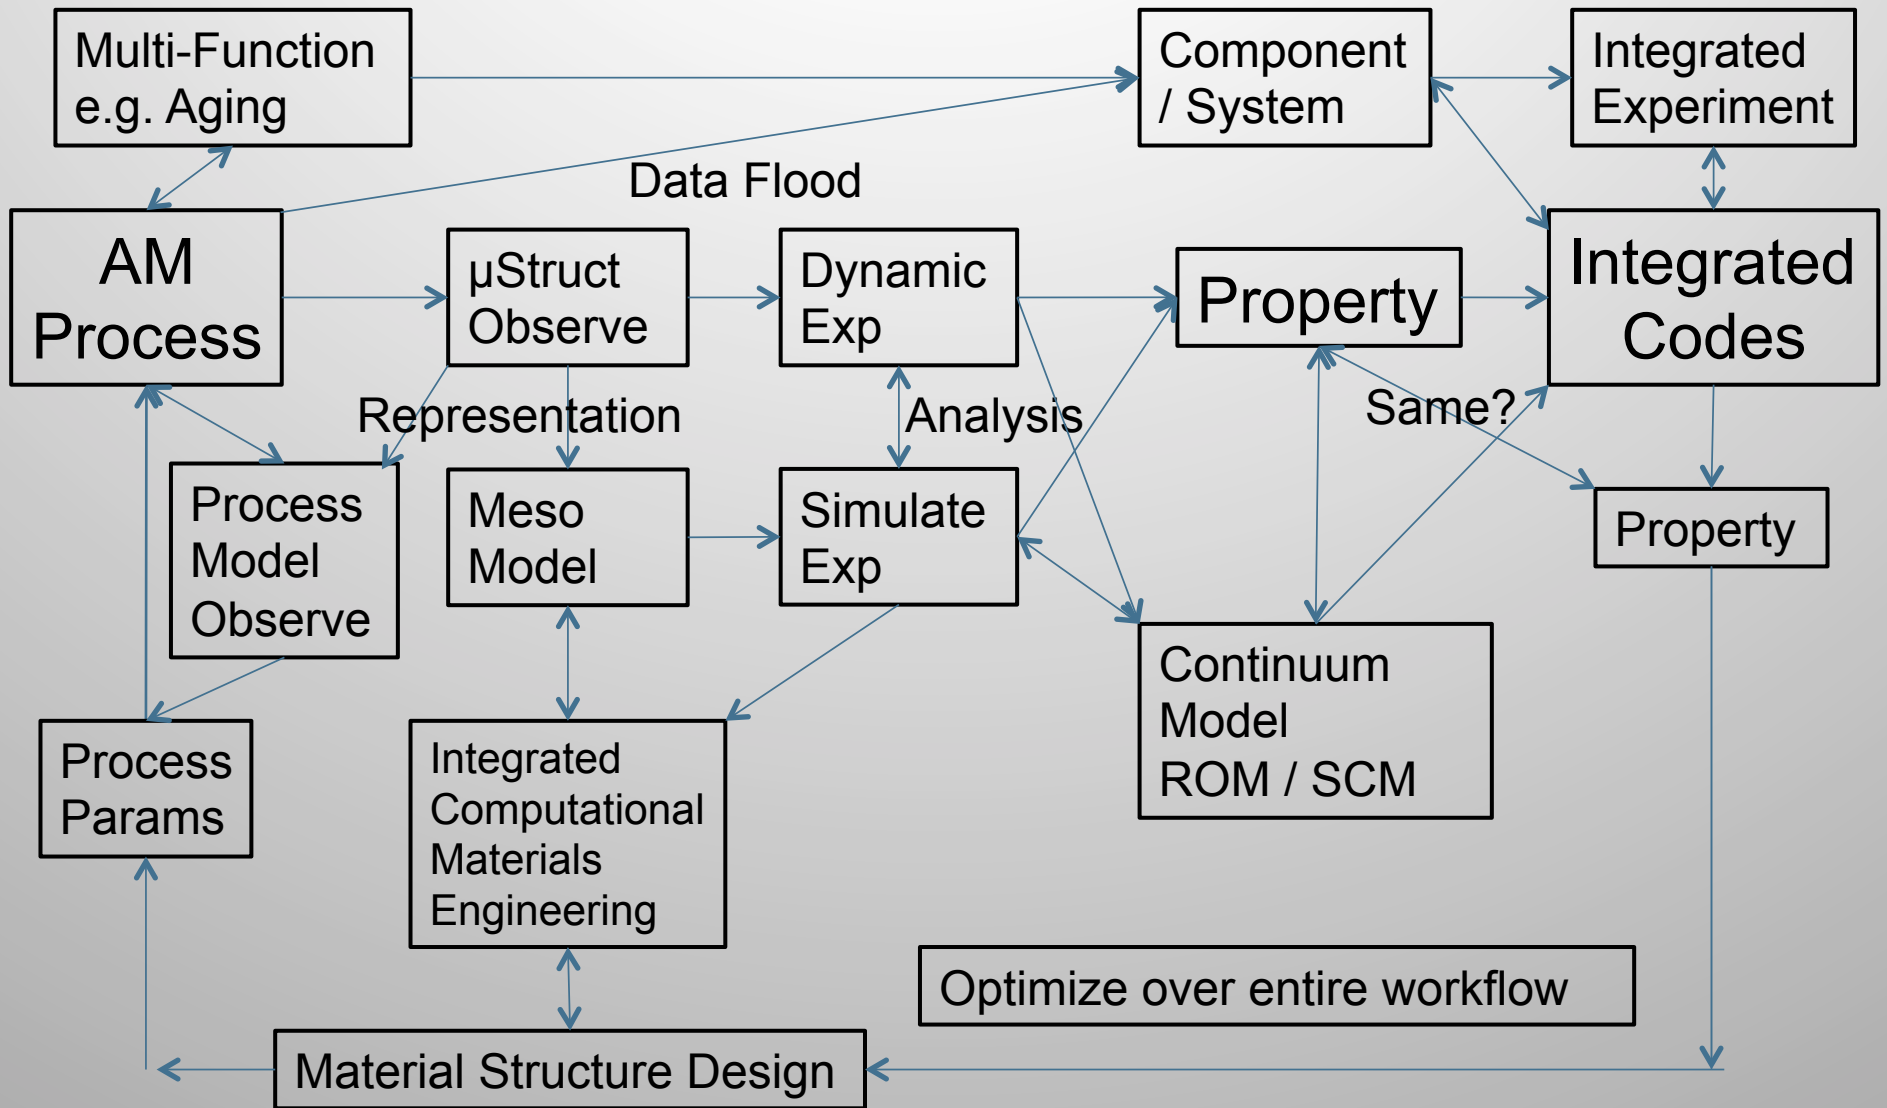 Multi-Function
e.g. Aging
Component
/ System
Integrated
Experiment
Data Flood
AM
Process
µStruct
Observe
Dynamic
Exp
Property
Integrated
Codes
Representation
Analysis
Same?
Process
Model
Observe
Meso
Model
Simulate
Exp
Property
Continuum
Model
ROM / SCM
Process
Params
Integrated
Computational
Materials
Engineering
Optimize over entire workflow
Material Structure Design